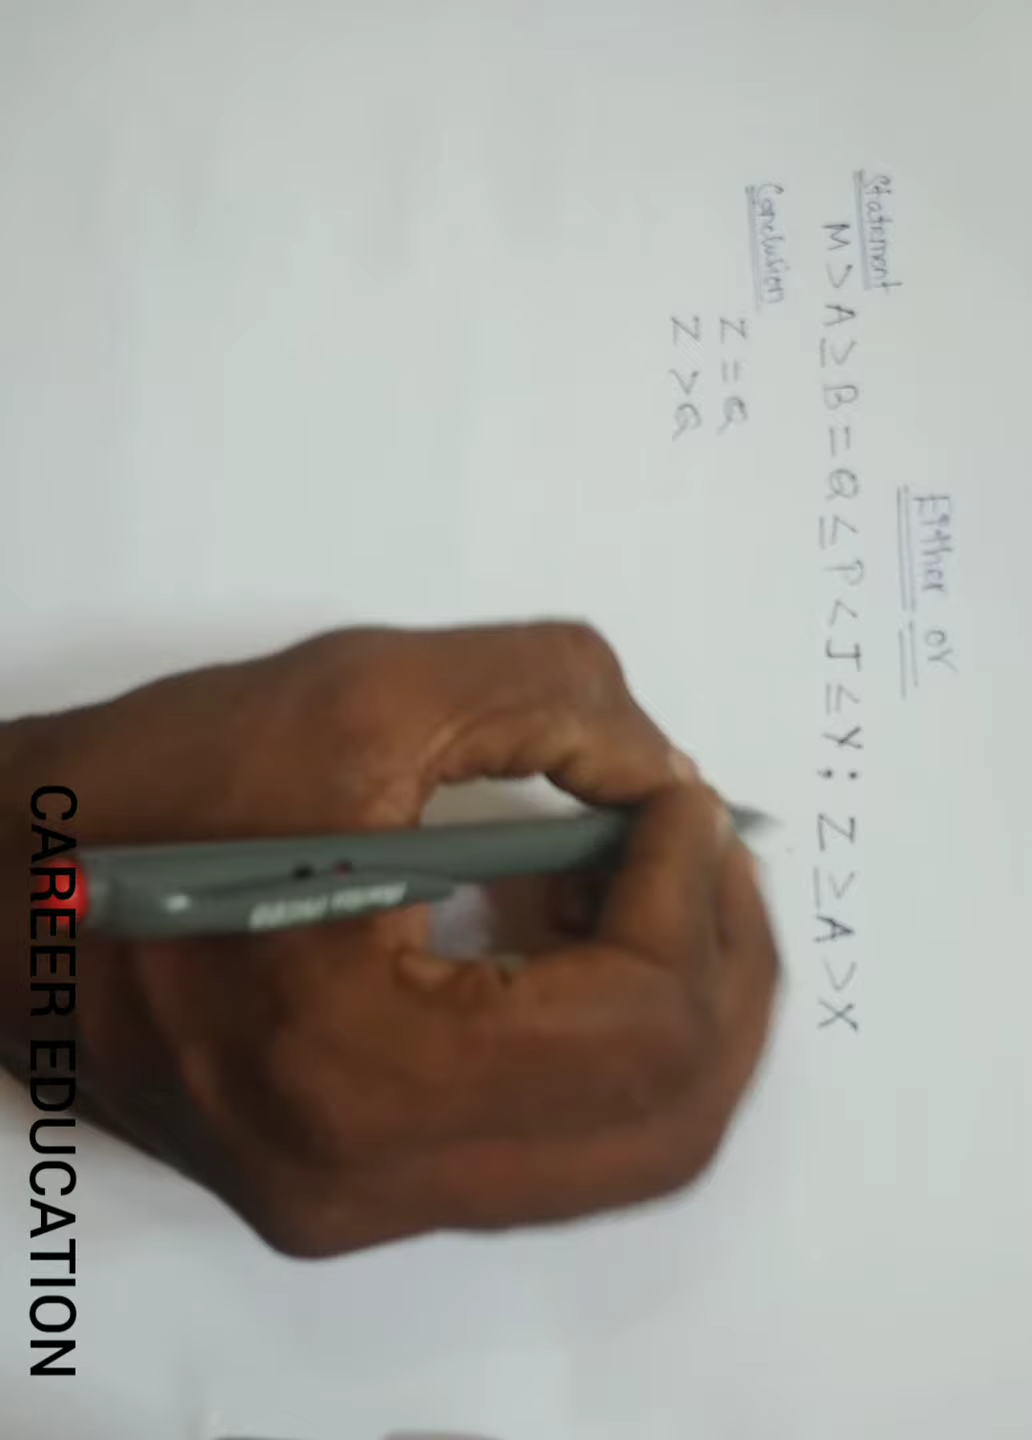 Either or
Statement
M > A ≥ B = Q ≤ P < J ≤ Y ; Z ≥ A > X
Conclusion
Z = Q
Z > Q
CAREER EDUCATION